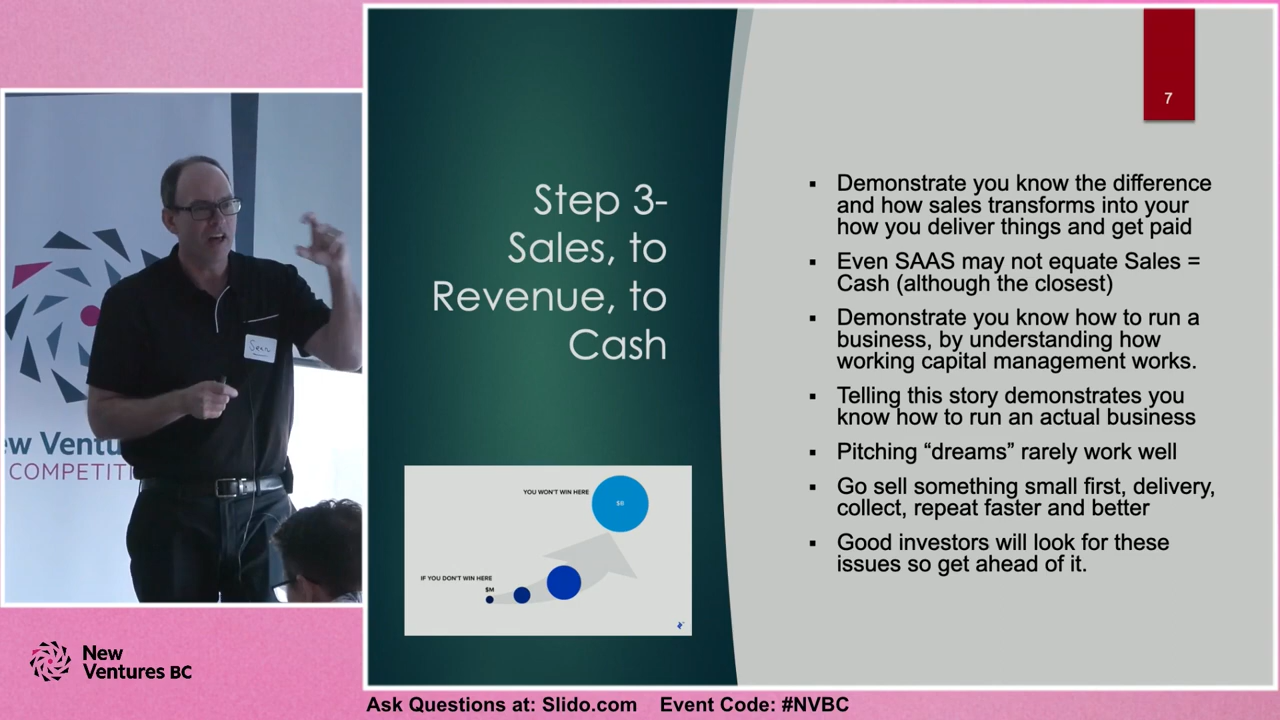 7
Step 3-
Sales, to
Revenue, to
Cash
Demonstrate you know the difference
and how sales transforms into your
how you deliver things and get paid
Even SAAS may not equate Sales =
Cash (although the closest)
Demonstrate you know how to run a
business, by understanding how
working capital management works.
Telling this story demonstrates you
know how to run an actual business
Pitching “dreams” rarely work well
Go sell something small first, delivery,
collect, repeat faster and better
Good investors will look for these
issues so get ahead of it.
YOU WON'T WIN HERE
$B
IF YOU DON'T WIN HERE
$M
Sean
ew Ventu
COMPETITI
New
Ventures BC
Ask Questions at: Slido.com Event Code: #NVBC